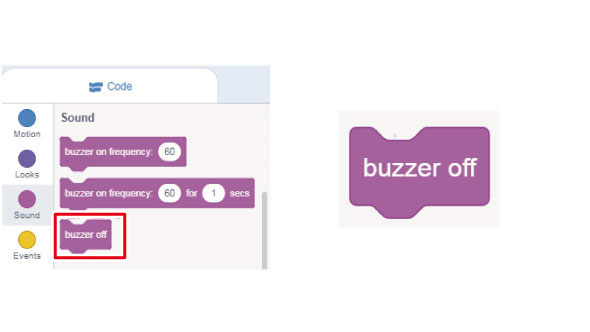 Code
Motion
Looks
Sound
Events
Sound
buzzer on frequency: 60
buzzer on frequency: 60 for 1 secs
buzzer off
buzzer off